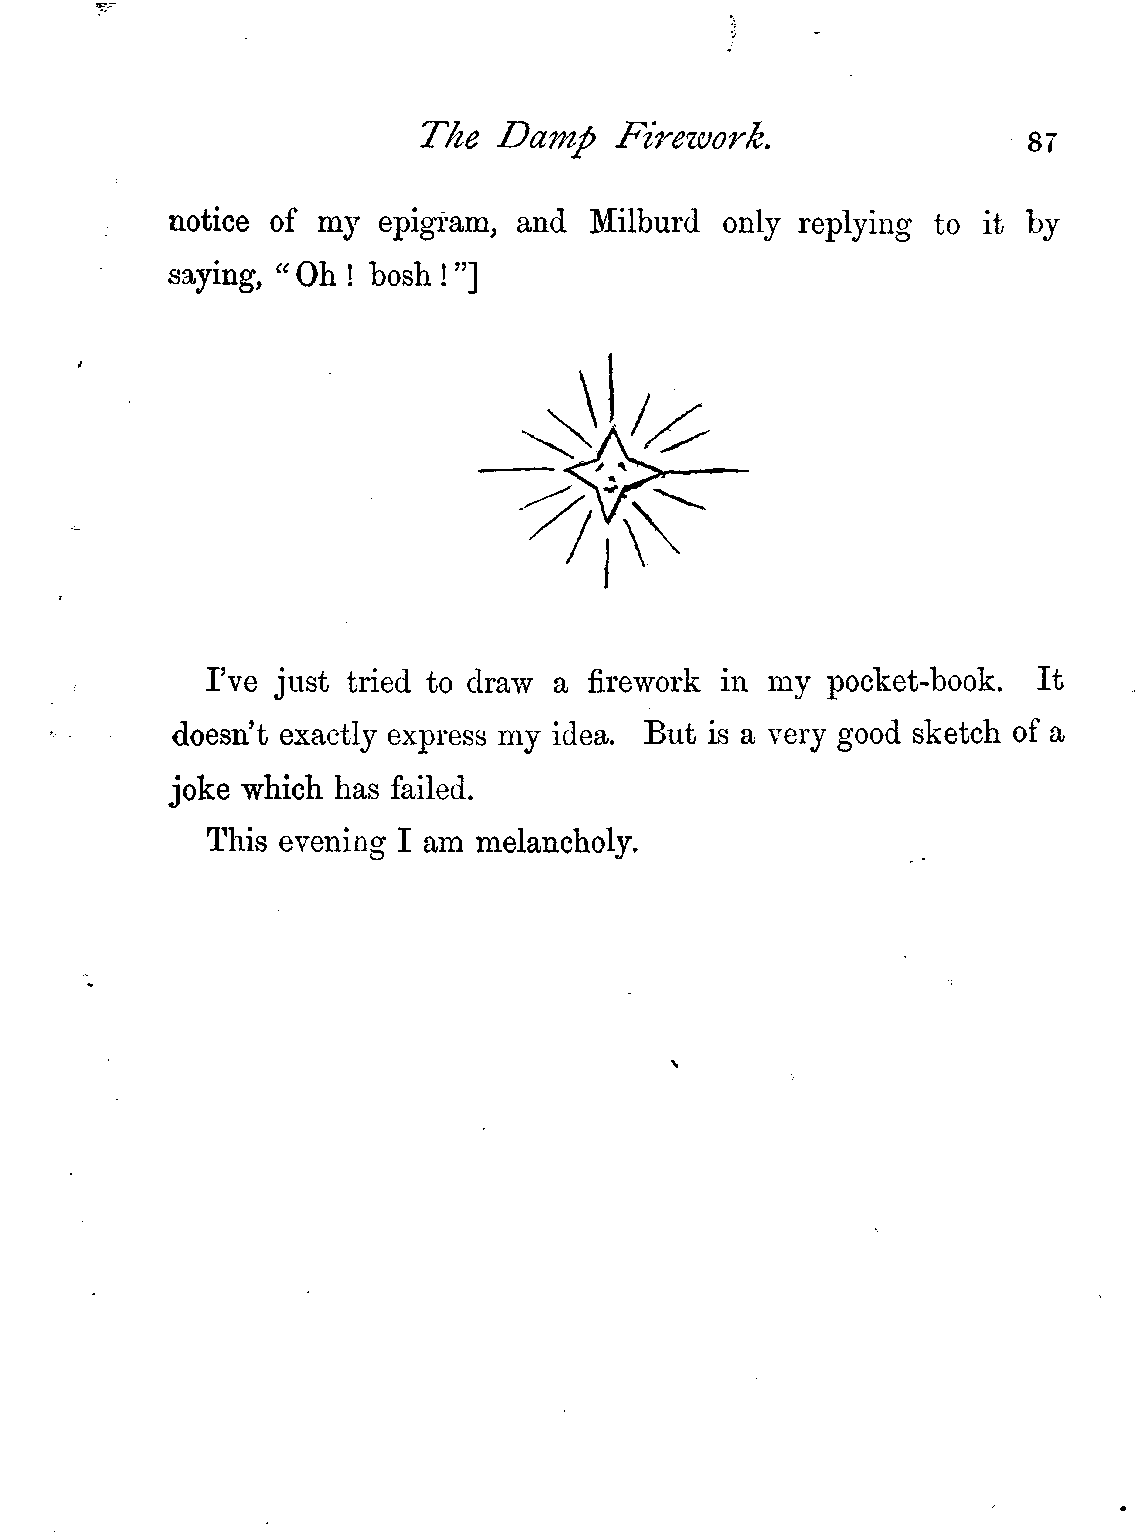 The Damp Firework. 87
notice of my epigram, and Milburd only replying to it by
saying, “Oh ! bosh !”]
I've just tried to draw a firework in my pocket-book. It
doesn't exactly express my idea. But is a very good sketch of a
joke which has failed.
This evening I am melancholy.